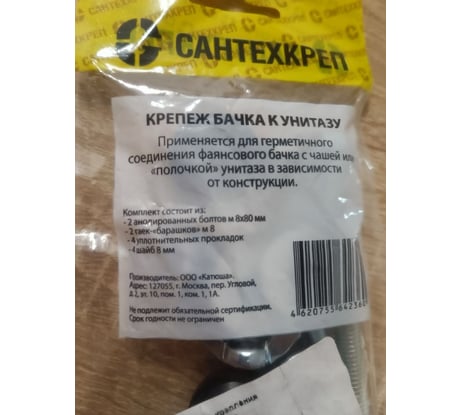 САНТЕХКРЕП
КРЕПЕЖ БАЧКА К УНИТАЗУ
Применяется для герметичного
соединения фаянсового бачка с чашей или
«полочкой» унитаза в зависимости
от конструкции.
Комплект состоит из:
- 2 анодированных болтов м 8х80 мм
- 2 гаек-«барашков» м 8
- 4 уплотнительных прокладок
- 4 шайб 8 мм
Производитель: ООО «Катюша».
Адрес: 127055, г. Москва, пер. Угловой,
д 2, эт. 10, пом. 1, ком. 1, 1А.
Не подлежит обязательной сертификации.
Срок годности не ограничен